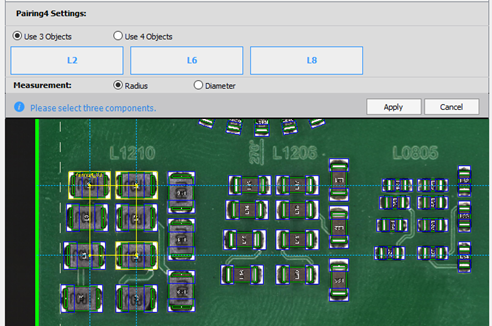 Pairing4 Settings:
Use 3 Objects
Use 4 Objects
L2
L6
L8
Measurement:
Radius
Diameter
Please select three components.
Apply
Cancel
L1210
L1206
L0805